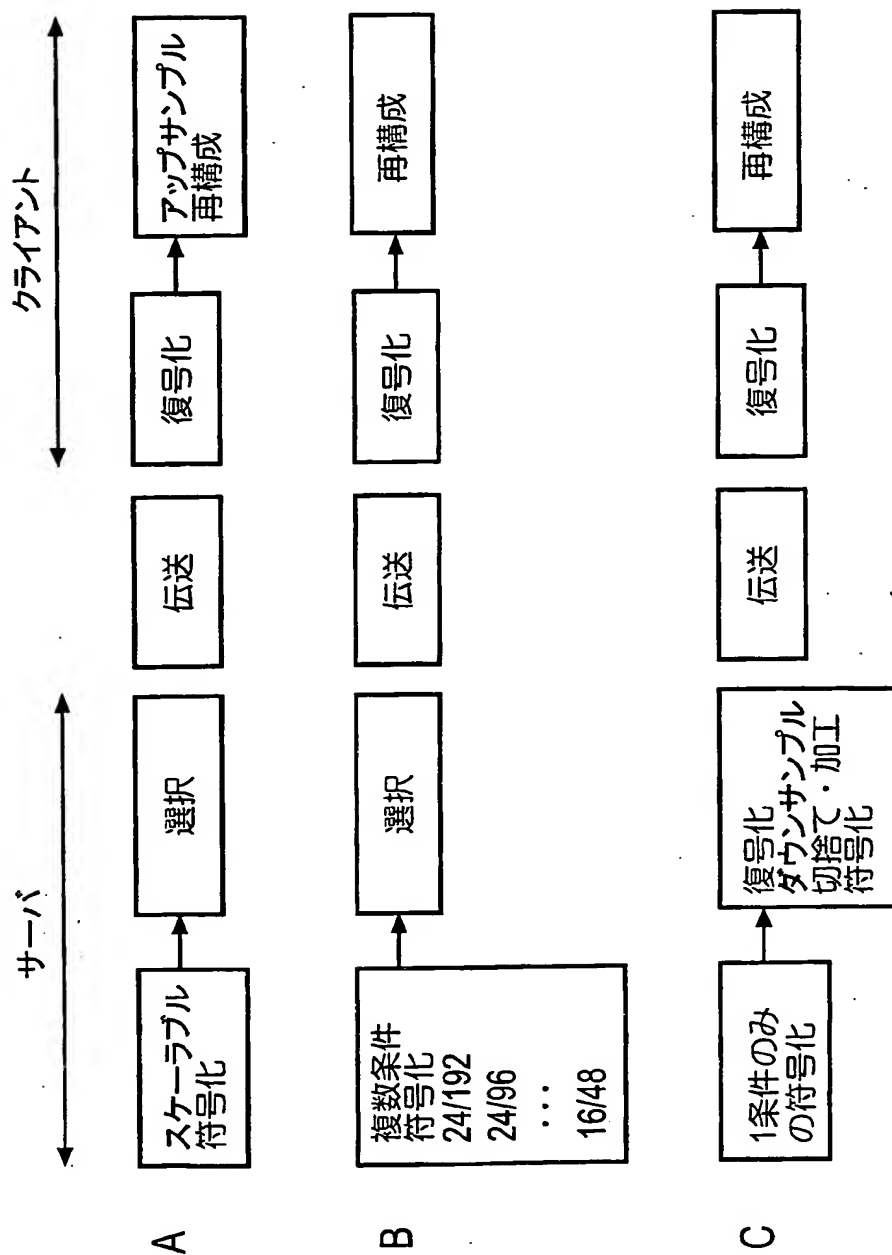 サーバ
クライアント
A
スケーラブル
符号化
選択
伝送
復号化
アップサンプル
再構成
B
複数条件
符号化
24/192
24/96
・・・
16/48
選択
伝送
復号化
再構成
C
1条件のみ
の符号化
復号化
ダウンサンプル
切捨て・加工
符号化
伝送
復号化
再構成